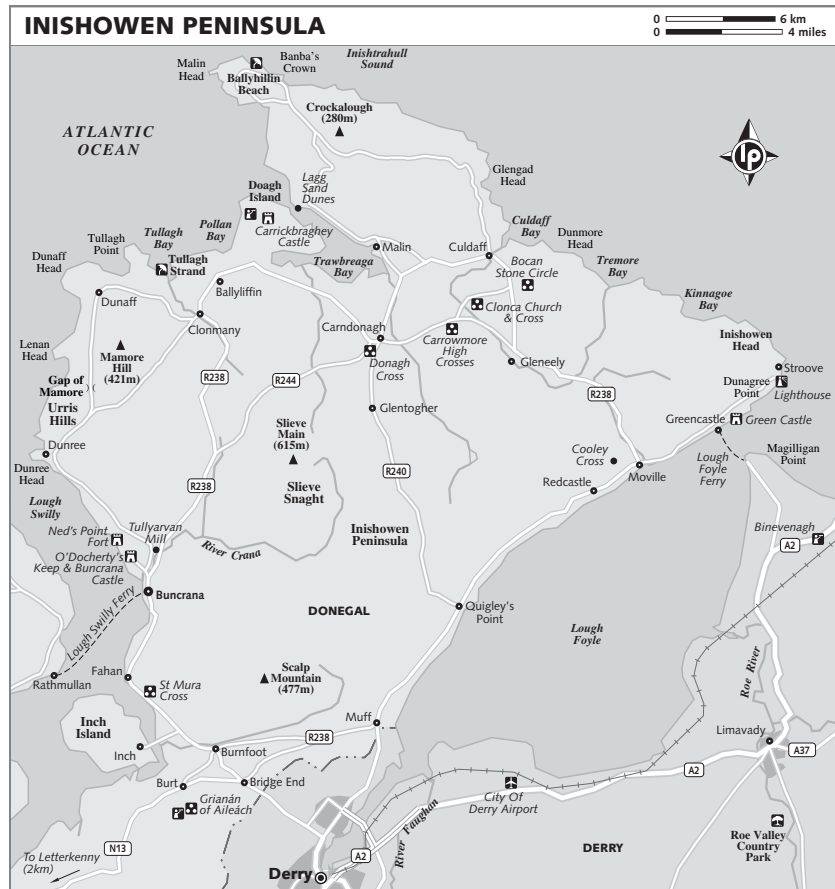 INISHOWEN PENINSULA
0 6 km
0 4 miles
Malin
Head
Banba's
Crown
Inishtrahull
Sound
Ballyhillin
Beach
Crockalough
(280m)
ATLANTIC
OCEAN
lp
Glengad
Head
Lagg
Sand
Dunes
Doagh
Island
Carrickbraghey
Castle
Pollan
Bay
Tullagh
Bay
Tullagh
Point
Tullagh
Strand
Dunaff
Head
Trawbreaga
Bay
Malin
Culdaff
Culdaff
Bay
Dunmore
Head
Bocan
Stone Circle
Tremore
Bay
Kinnagoe
Bay
Ballyliffin
Dunaff
Clonca Church
& Cross
Clonmany
Carndonagh
Carrowmore
High
Crosses
Inishowen
Head
Lenan
Head
Mamore
Hill
(421m)
Donagh
Cross
Gleneely
Stroove
Dunagree
Point
Lighthouse
Gap of
Mamore
Urris
Hills
R238
R244
R238
Glentogher
Greencastle
Green Castle
Dunree
Dunree
Head
Slieve
Main
(615m)
Slieve
Snaght
R240
Cooley
Cross
Moville
Redcastle
Lough
Foyle
Ferry
Magilligan
Point
R238
Lough
Swilly
Ned's Point
Fort
Tullyarvan
Mill
O'Docherty's
Keep & Buncrana
Castle
River Crana
Inishowen
Peninsula
Binevenagh
A2
Buncrana
DONEGAL
Quigley's
Point
Lough
Foyle
Lough Swilly Ferry
Rathmullan
Fahan
St Mura
Cross
Scalp
Mountain
(477m)
Roe River
Inch
Island
Inch
Muff
R238
Burnfoot
Limavady
A37
A2
Burt
Bridge End
Grianán
of Aileách
City Of
Derry Airport
River Faughan
N13
To Letterkenny
(2km)
A2
Derry
DERRY
Roe Valley
Country
Park